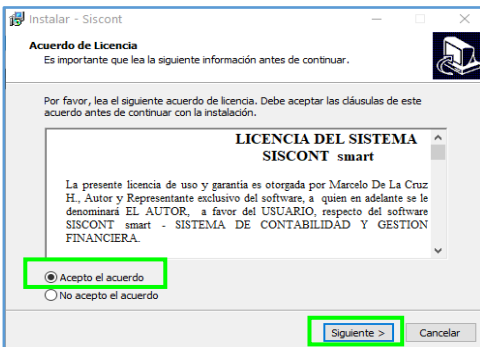 Instalar - Siscont
Acuerdo de Licencia
Es importante que lea la siguiente información antes de continuar.
Por favor, lea el siguiente acuerdo de licencia. Debe aceptar las cláusulas de este
acuerdo antes de continuar con la instalación.
LICENCIA DEL SISTEMA
SISCONT smart
La presente licencia de uso y garantia es otorgada por Marcelo De La Cruz
H., Autor y Representante exclusivo del software, a quien en adelante se le
denominará EL AUTOR, a favor del USUARIO, respecto del software
SISCONT smart - SISTEMA DE CONTABILIDAD Y GESTION
FINANCIERA.
Acepto el acuerdo
No acepto el acuerdo
Siguiente > Cancelar